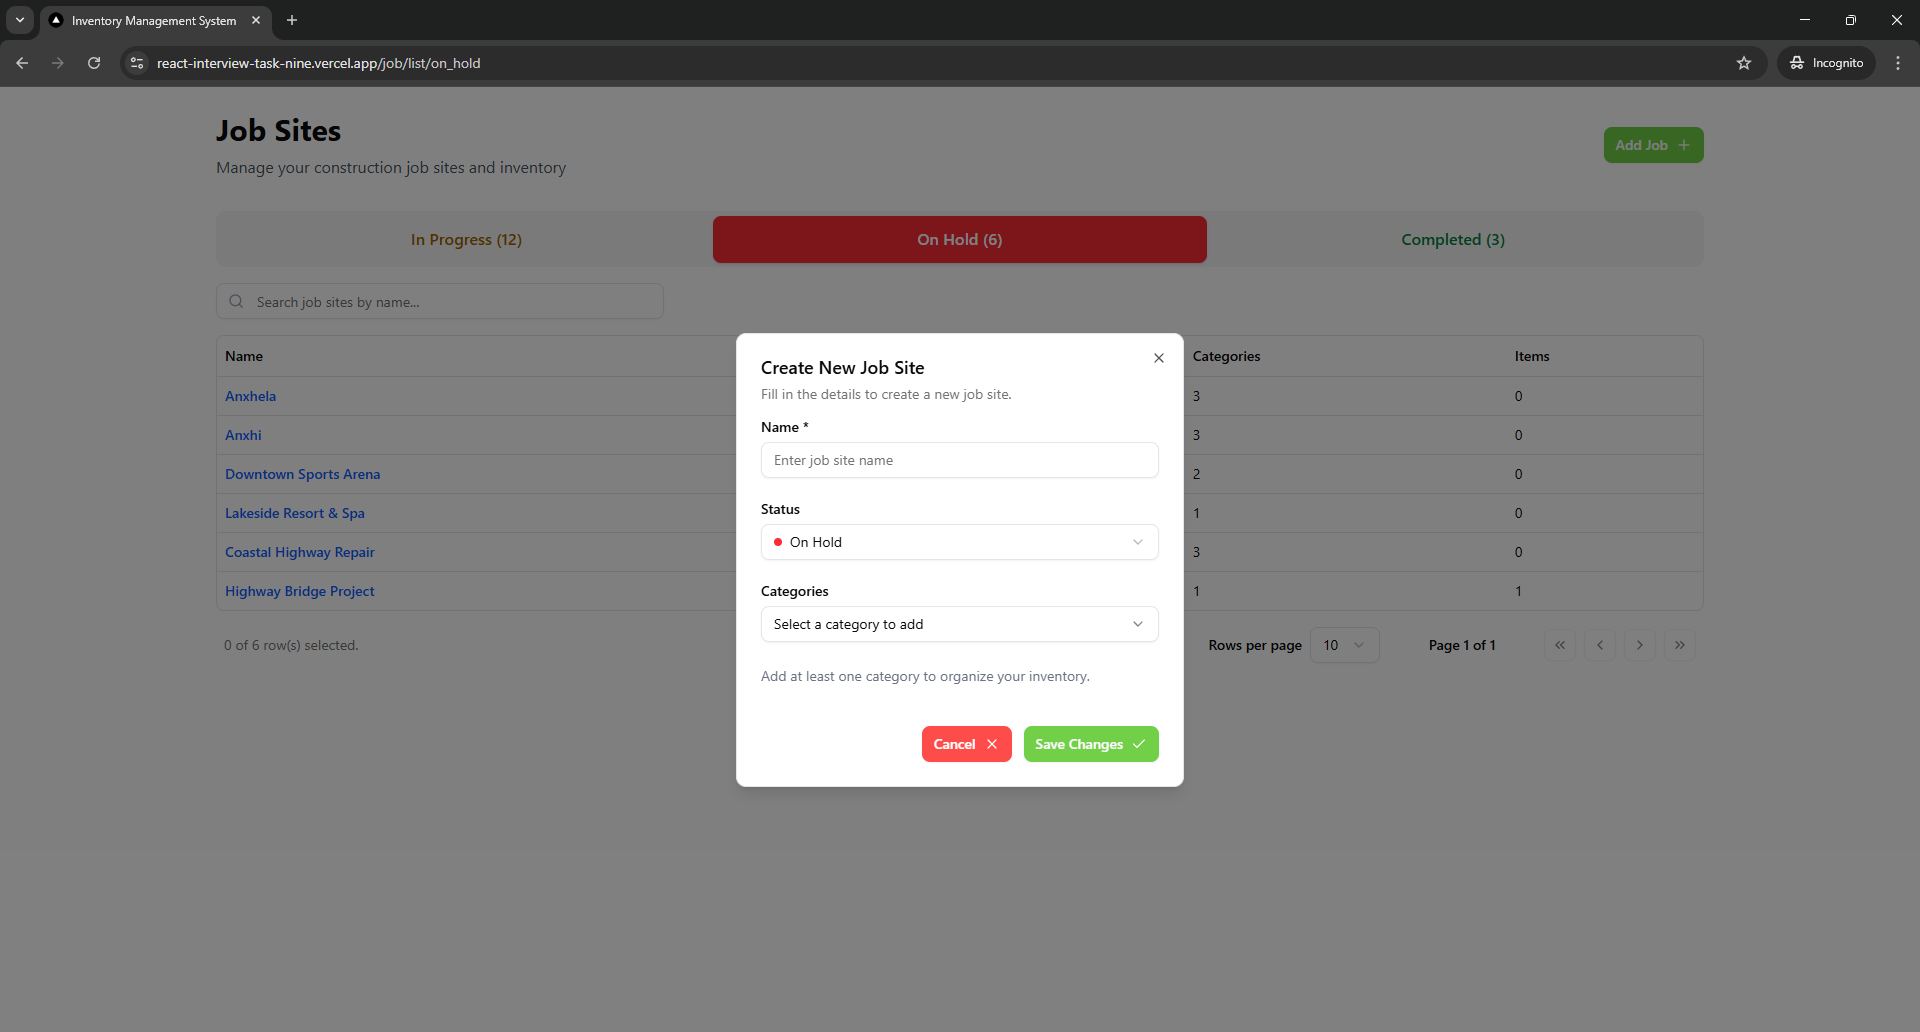 Inventory Management System
react-interview-task-nine.vercel.app/job/list/on_hold
Incognito
Job Sites
Manage your construction job sites and inventory
Add Job
In Progress (12)
On Hold (6)
Completed (3)
Search job sites by name...
Name
Categories
Items
Anxhela
3
0
Anxhi
3
0
Downtown Sports Arena
2
0
Lakeside Resort & Spa
1
0
Coastal Highway Repair
3
0
Highway Bridge Project
1
1
0 of 6 row(s) selected.
Rows per page
10
Page 1 of 1
Create New Job Site
Fill in the details to create a new job site.
Name *
Enter job site name
Status
On Hold
Categories
Select a category to add
Add at least one category to organize your inventory.
Cancel
Save Changes